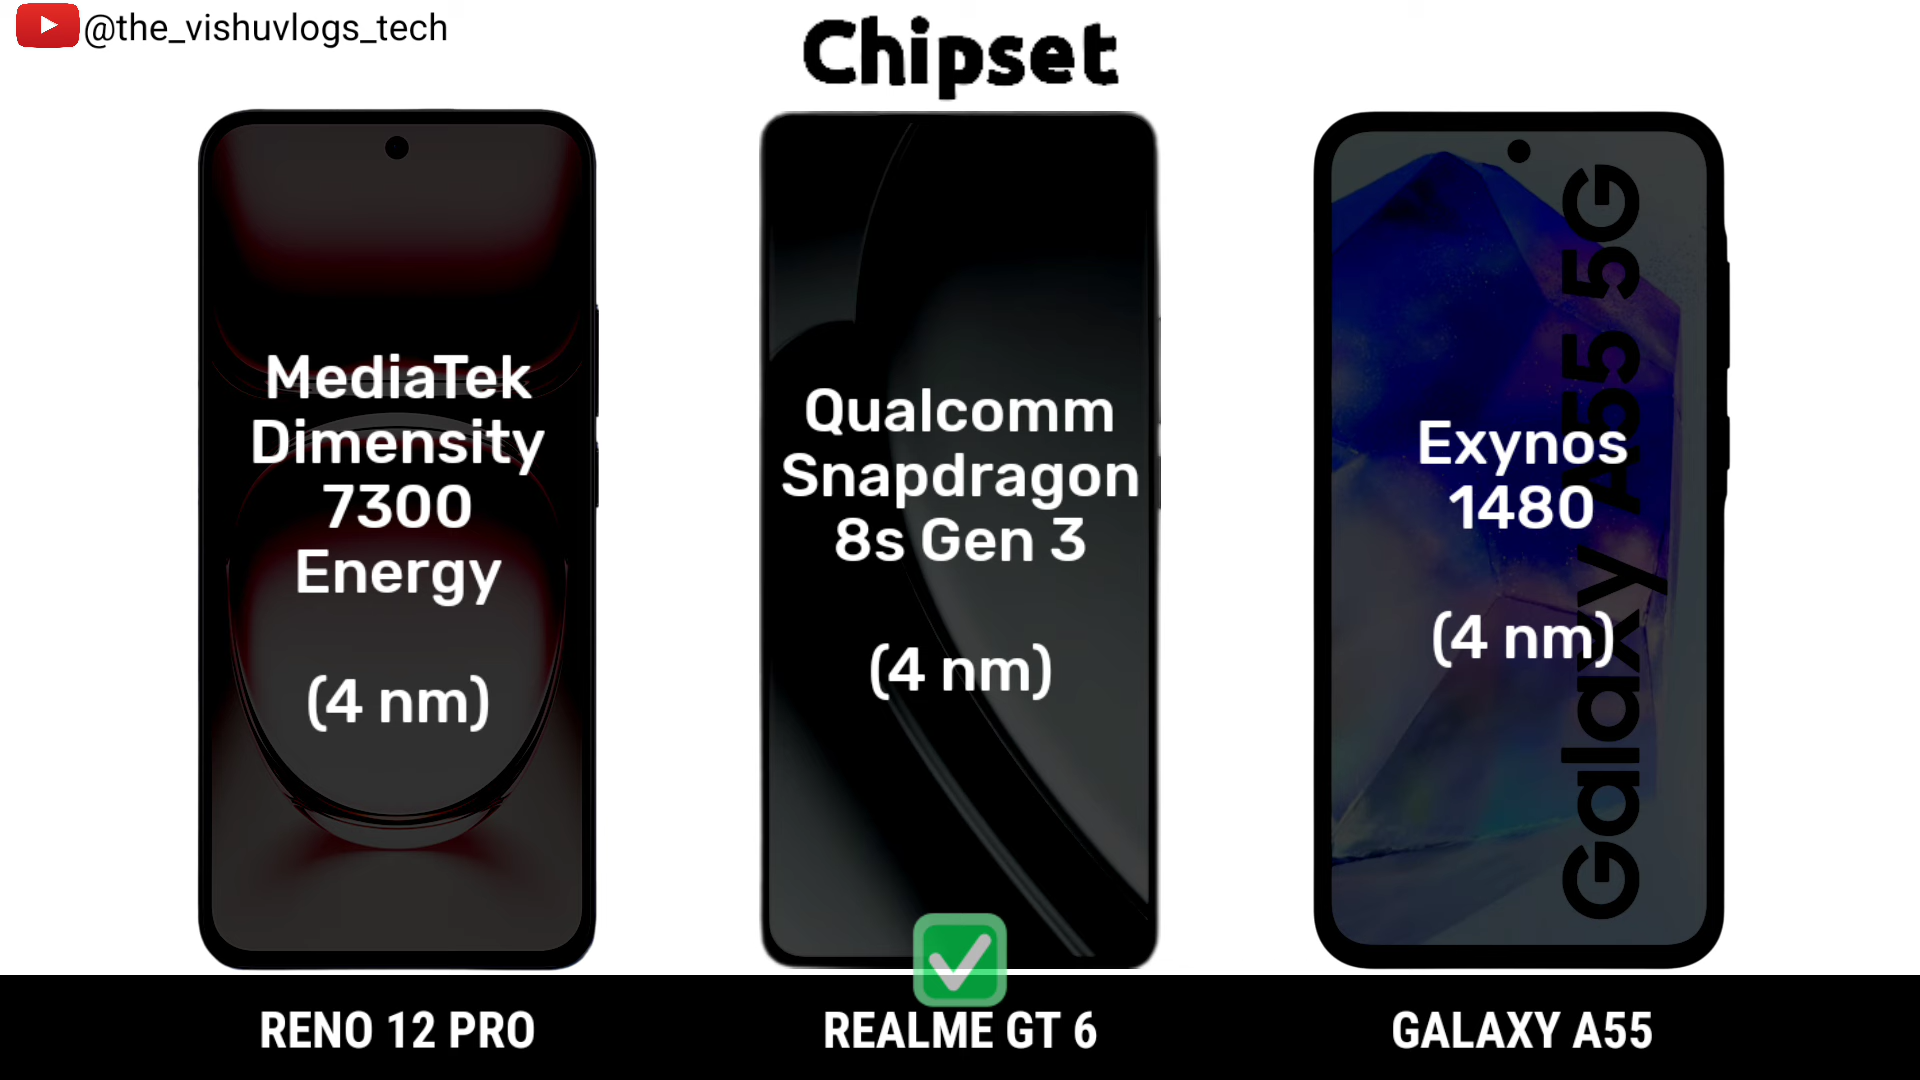 @the_vishuvlogs_tech
Chipset
MediaTek
Dimensity
7300
Energy
(4 nm)
Qualcomm
Snapdragon
8s Gen 3
(4 nm)
Galaxy A55 5G
Exynos
1480
(4 nm)
RENO 12 PRO
REALME GT 6
GALAXY A55